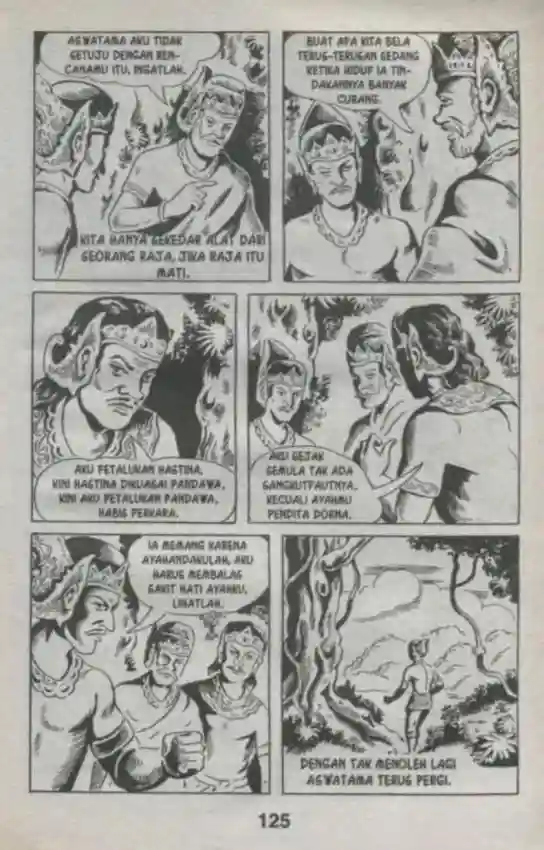 ASWATAMA AKU TIDAK
SETUJU DENGAN REN-
CANAMU ITU, INGATLAH.
KITA HANYA SEKEDAR ALAT DARI
SEORANG RAJA, JIKA RAJA ITU
MATI.
BUAT APA KITA BELA
TERUS-TERUSAN SEDANG
KETIKA HIDUP IA TIN-
DAKANNYA BANYAK
CURANG.
AKU PETALUKAN HASTINA,
KINI HASTINA DIKUASAI PANDAWA,
KINI AKU PETALUKAN PANDAWA,
HABIS PERKARA.
AKU SEJAK
SEMULA TAK ADA
SANGKUTPAUTNYA,
KECUALI AYAHMU
PENDITA DORNA.
IA MEMANG KARENA
AYAHANDAKULAH, AKU
HARUS MEMBALAS
SAKIT HATI AYAHKU,
LIHATLAH.
DENGAN TAK MENOLEH LAGI
ASWATAMA TERUS PERGI.
125